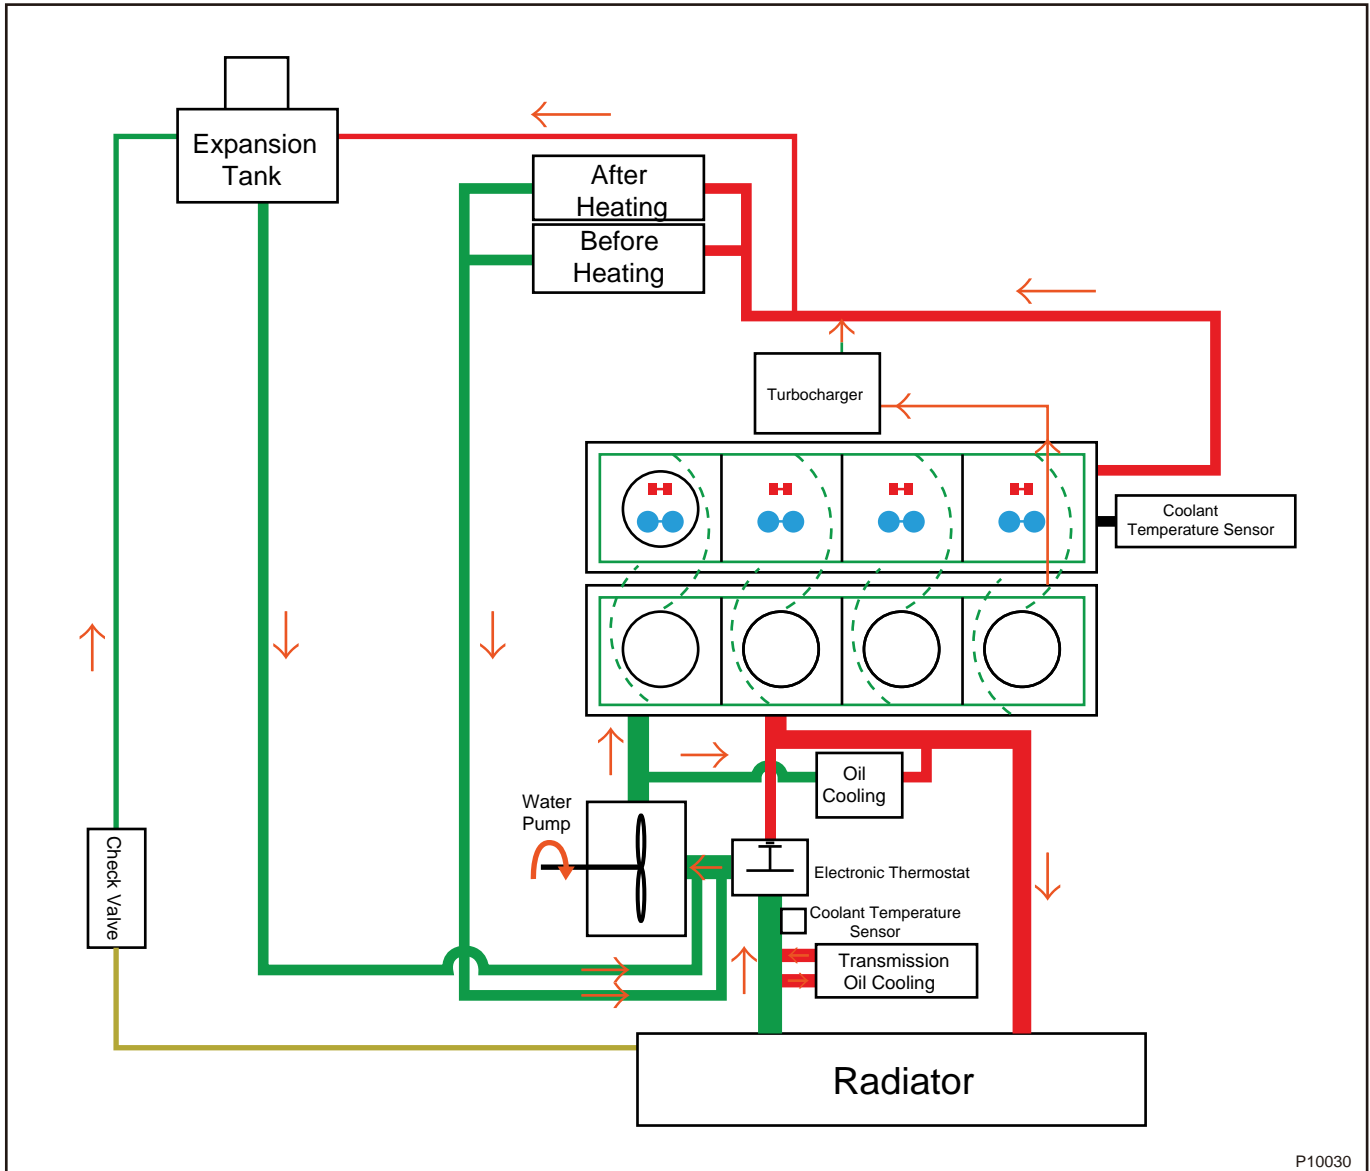 Expansion
Tank
After
Heating
Before
Heating
Turbocharger
Coolant
Temperature Sensor
Oil
Cooling
Water
Pump
Check Valve
Electronic Thermostat
Coolant Temperature
Sensor
Transmission
Oil Cooling
Radiator
P10030